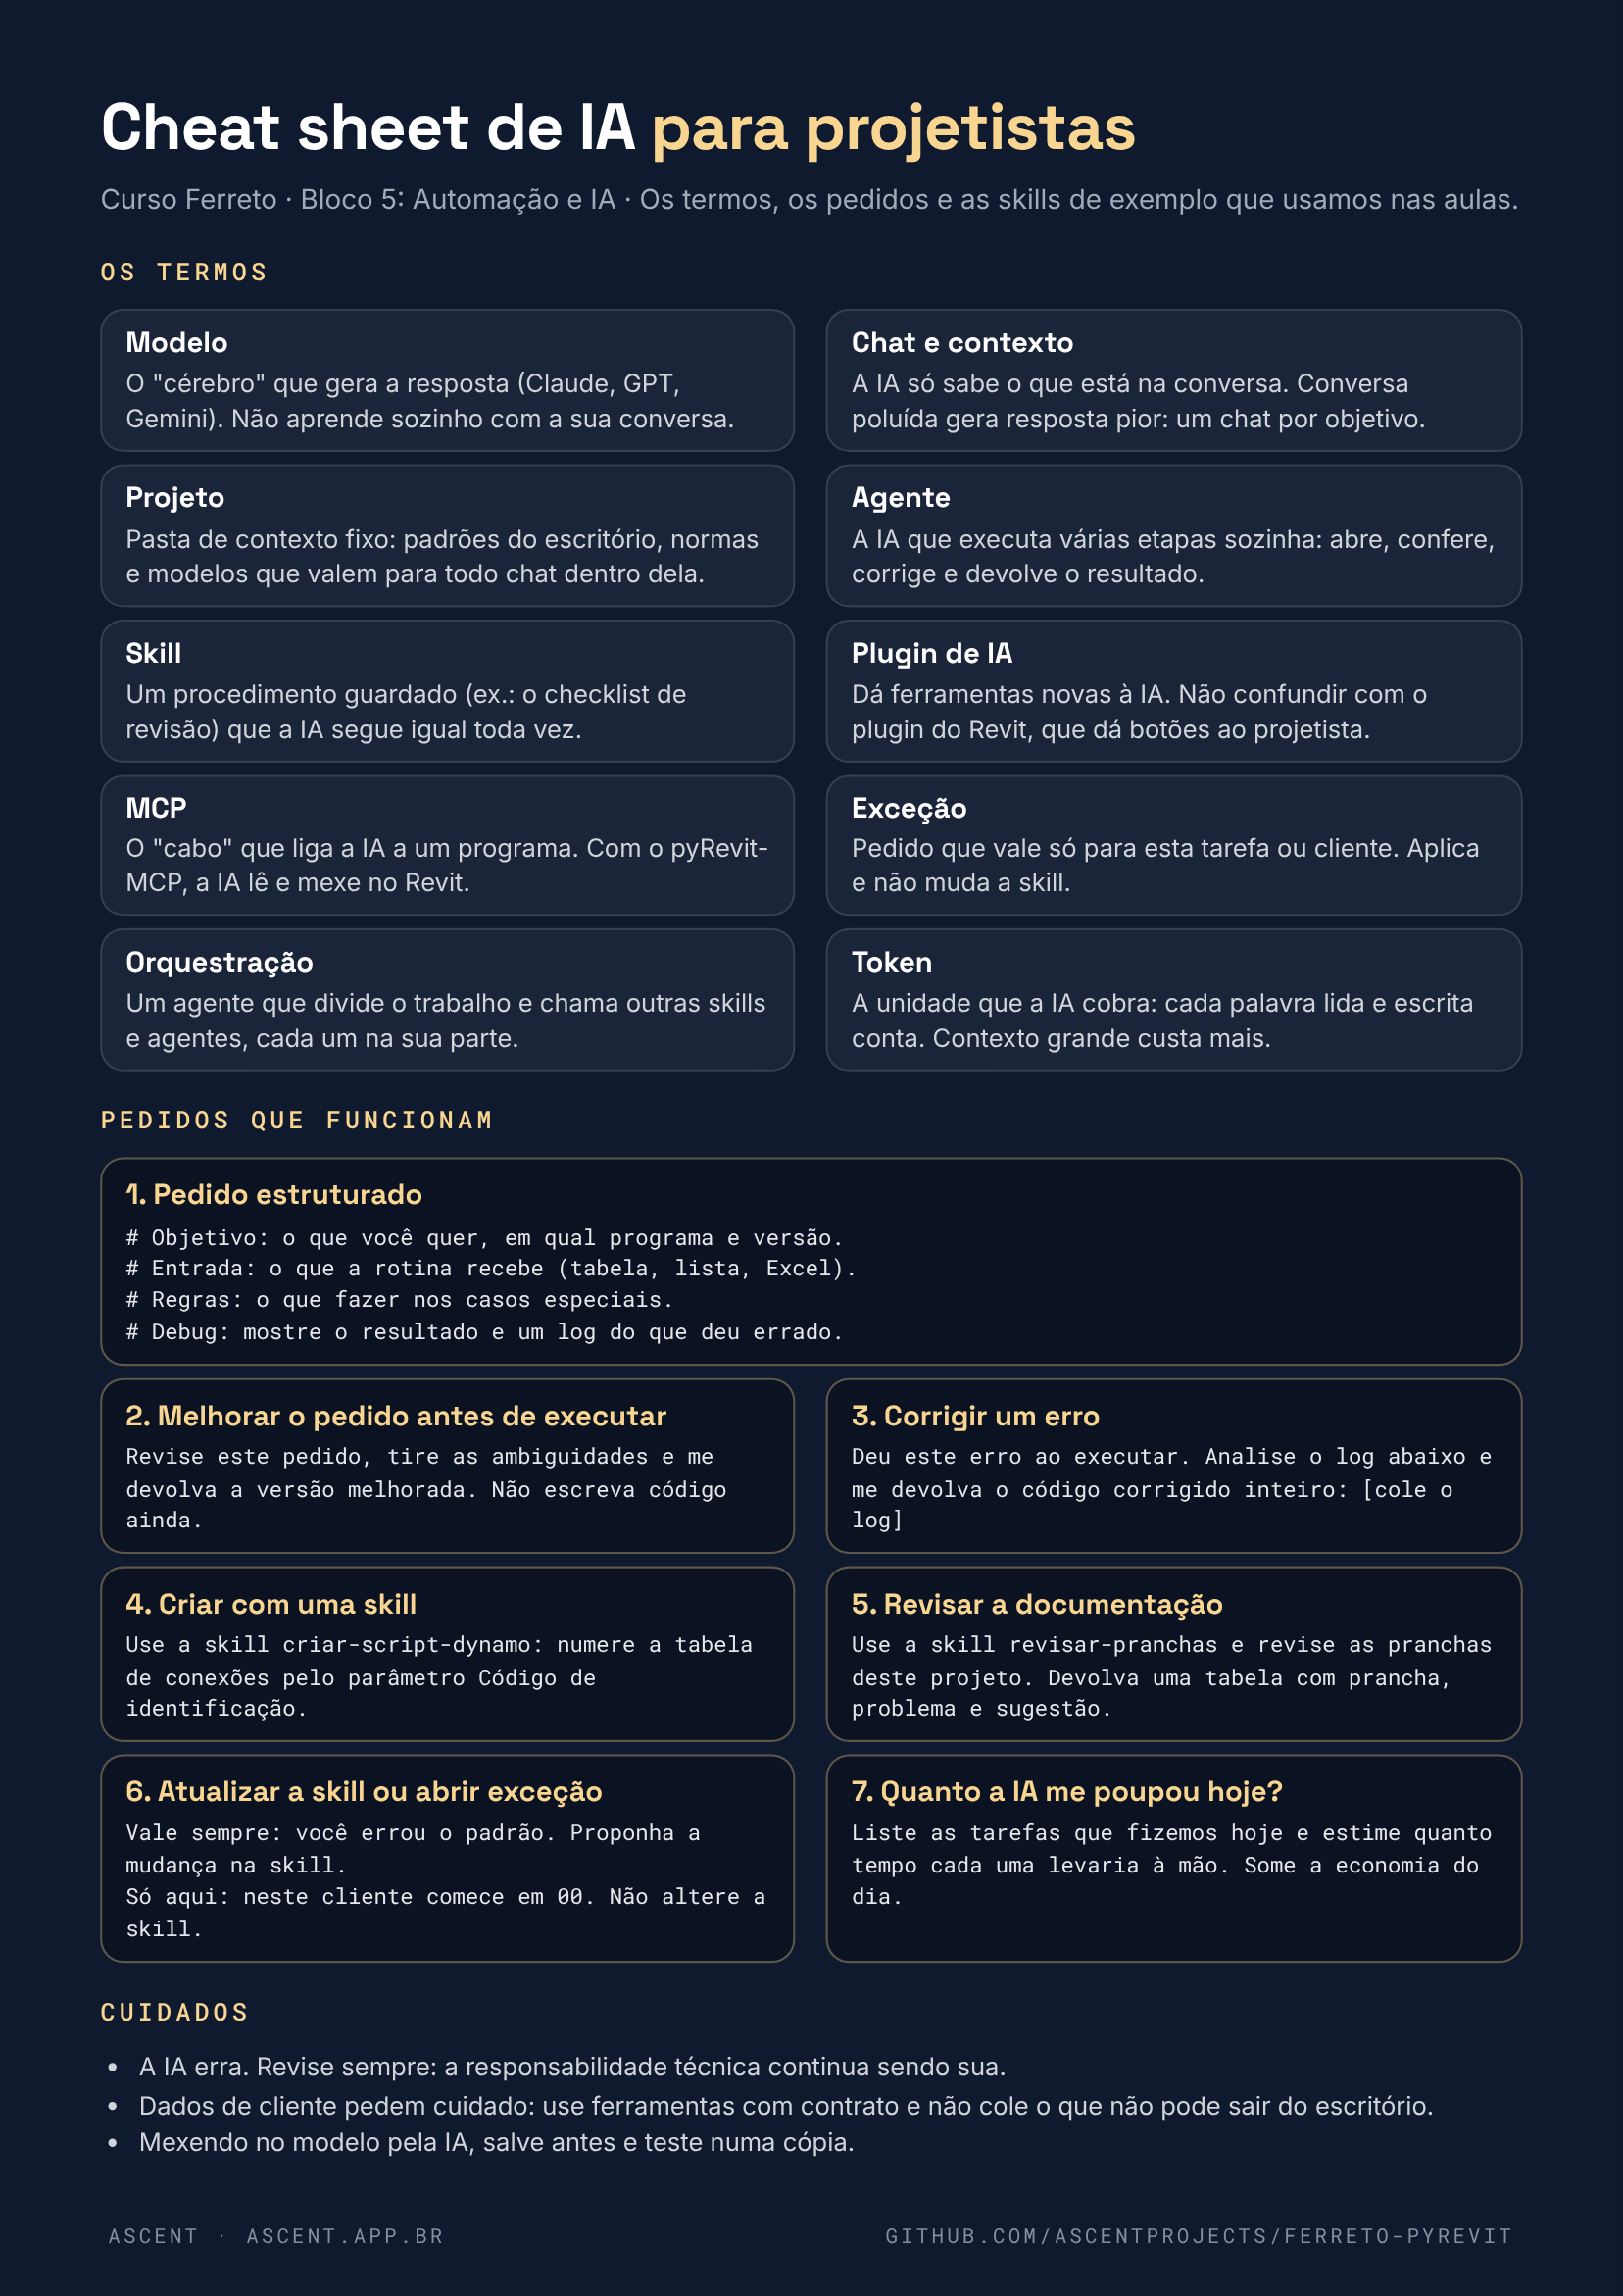 Cheat sheet de IA para projetistas
Curso Ferreto · Bloco 5: Automação e IA · Os termos, os pedidos e as skills de exemplo que usamos nas aulas.
OS TERMOS
Modelo
O "cérebro" que gera a resposta (Claude, GPT,
Gemini). Não aprende sozinho com a sua conversa.
Chat e contexto
A IA só sabe o que está na conversa. Conversa
poluída gera resposta pior: um chat por objetivo.
Projeto
Pasta de contexto fixo: padrões do escritório, normas
e modelos que valem para todo chat dentro dela.
Agente
A IA que executa várias etapas sozinha: abre, confere,
corrige e devolve o resultado.
Skill
Um procedimento guardado (ex.: o checklist de
revisão) que a IA segue igual toda vez.
Plugin de IA
Dá ferramentas novas à IA. Não confundir com o
plugin do Revit, que dá botões ao projetista.
MCP
O "cabo" que liga a IA a um programa. Com o pyRevit-
MCP, a IA lê e mexe no Revit.
Exceção
Pedido que vale só para esta tarefa ou cliente. Aplica
e não muda a skill.
Orquestração
Um agente que divide o trabalho e chama outras skills
e agentes, cada um na sua parte.
Token
A unidade que a IA cobra: cada palavra lida e escrita
conta. Contexto grande custa mais.
PEDIDOS QUE FUNCIONAM
1. Pedido estruturado
# Objetivo: o que você quer, em qual programa e versão.
# Entrada: o que a rotina recebe (tabela, lista, Excel).
# Regras: o que fazer nos casos especiais.
# Debug: mostre o resultado e um log do que deu errado.
2. Melhorar o pedido antes de executar
Revise este pedido, tire as ambiguidades e me
devolva a versão melhorada. Não escreva código
ainda.
3. Corrigir um erro
Deu este erro ao executar. Analise o log abaixo e
me devolva o código corrigido inteiro: [cole o
log]
4. Criar com uma skill
Use a skill criar-script-dynamo: numere a tabela
de conexões pelo parâmetro Código de
identificação.
5. Revisar a documentação
Use a skill revisar-pranchas e revise as pranchas
deste projeto. Devolva uma tabela com prancha,
problema e sugestão.
6. Atualizar a skill ou abrir exceção
Vale sempre: você errou o padrão. Proponha a
mudança na skill.
Só aqui: neste cliente comece em 00. Não altere a
skill.
7. Quanto a IA me poupou hoje?
Liste as tarefas que fizemos hoje e estime quanto
tempo cada uma levaria à mão. Some a economia do
dia.
CUIDADOS
• A IA erra. Revise sempre: a responsabilidade técnica continua sendo sua.
• Dados de cliente pedem cuidado: use ferramentas com contrato e não cole o que não pode sair do escritório.
• Mexendo no modelo pela IA, salve antes e teste numa cópia.
ASCENT · ASCENT.APP.BR
GITHUB.COM/ASCENTPROJECTS/FERRETO-PYREVIT